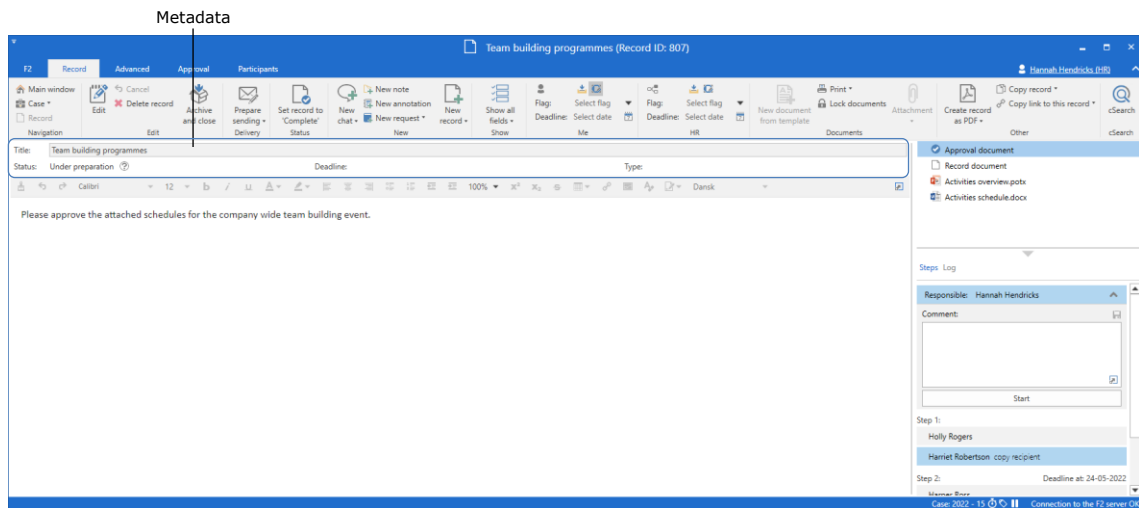 Metadata
Team building programmes (Record ID: 807)
F2 Record Advanced Approval Participants Hannah Hendricks (HR)
Main window
Case
Record
Navigation
Edit
Cancel
Delete record
Archive and close
Edit
Prepare sending
Delivery
Set record to 'Complete'
Status
New chat
New note
New annotation
New request
New record
New
Show all fields
Show
Flag: Select flag
Deadline: Select date
Me
Flag: Select flag
Deadline: Select date
HR
New document from template
Print
Lock documents
Attachment
Documents
Create record as PDF
Copy record
Copy link to this record
Other
cSearch
cSearch
Title: Team building programmes
Status: Under preparation Deadline: Type:
Calibri 12 b I U A 100% x² x₂ S Dansk
Please approve the attached schedules for the company wide team building event.
Approval document
Record document
Activities overview.potx
Activities schedule.docx
Steps Log
Responsible: Hannah Hendricks
Comment:
Start
Step 1:
Holly Rogers
Harriet Robertson copy recipient
Step 2: Deadline at: 24-05-2022
Case: 2022 - 15 Connection to the F2 server OK